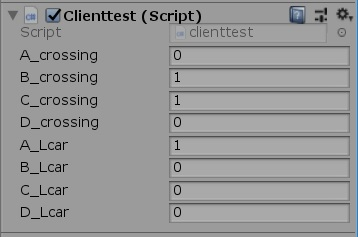 Clienttest (Script)
Script clienttest
A_crossing 0
B_crossing 1
C_crossing 1
D_crossing 0
A_Lcar 1
B_Lcar 0
C_Lcar 0
D_Lcar 0